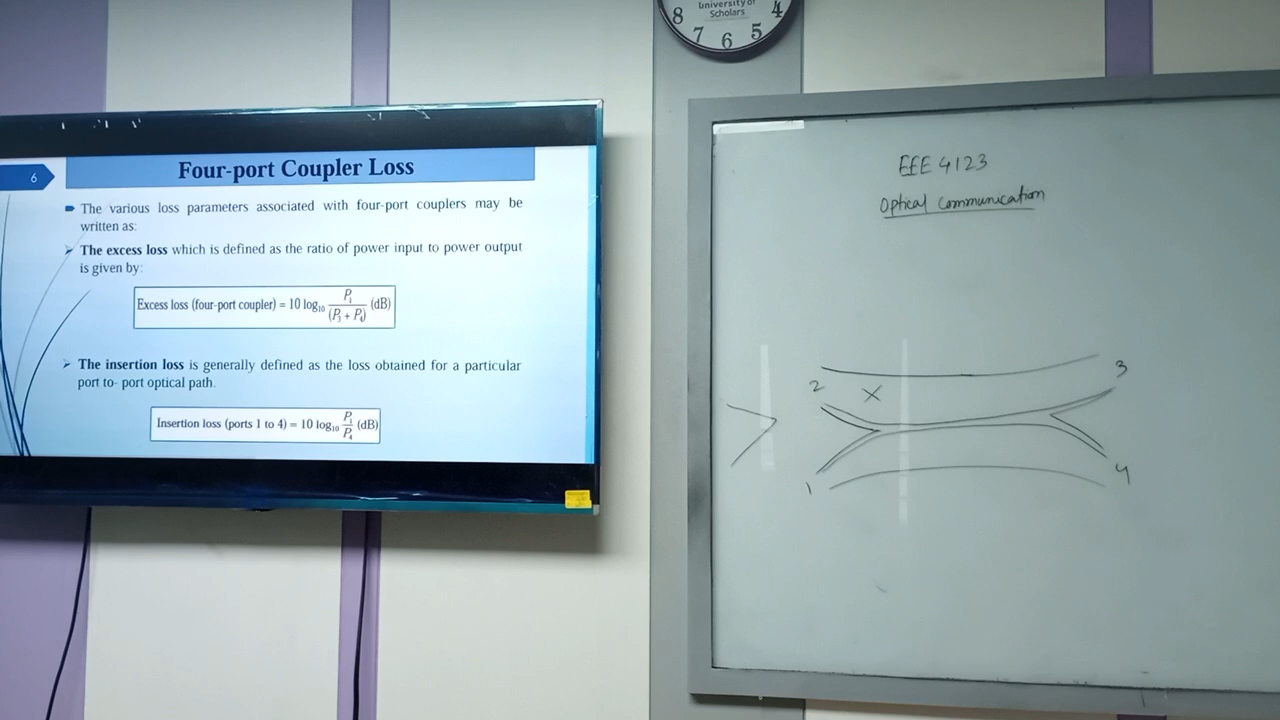 6
Four-port Coupler Loss
The various loss parameters associated with four-port couplers may be
written as:
The excess loss which is defined as the ratio of power input to power output
is given by:
Excess loss (four-port coupler) = 10 log₁₀ P₁/(P₃ + P₄) (dB)
The insertion loss is generally defined as the loss obtained for a particular
port to- port optical path.
Insertion loss (ports 1 to 4) = 10 log₁₀ P₁/P₄ (dB)
University of
Scholars
8 7 6 5 4
EEE 4123
Optical Communication
2 X 3
1 4